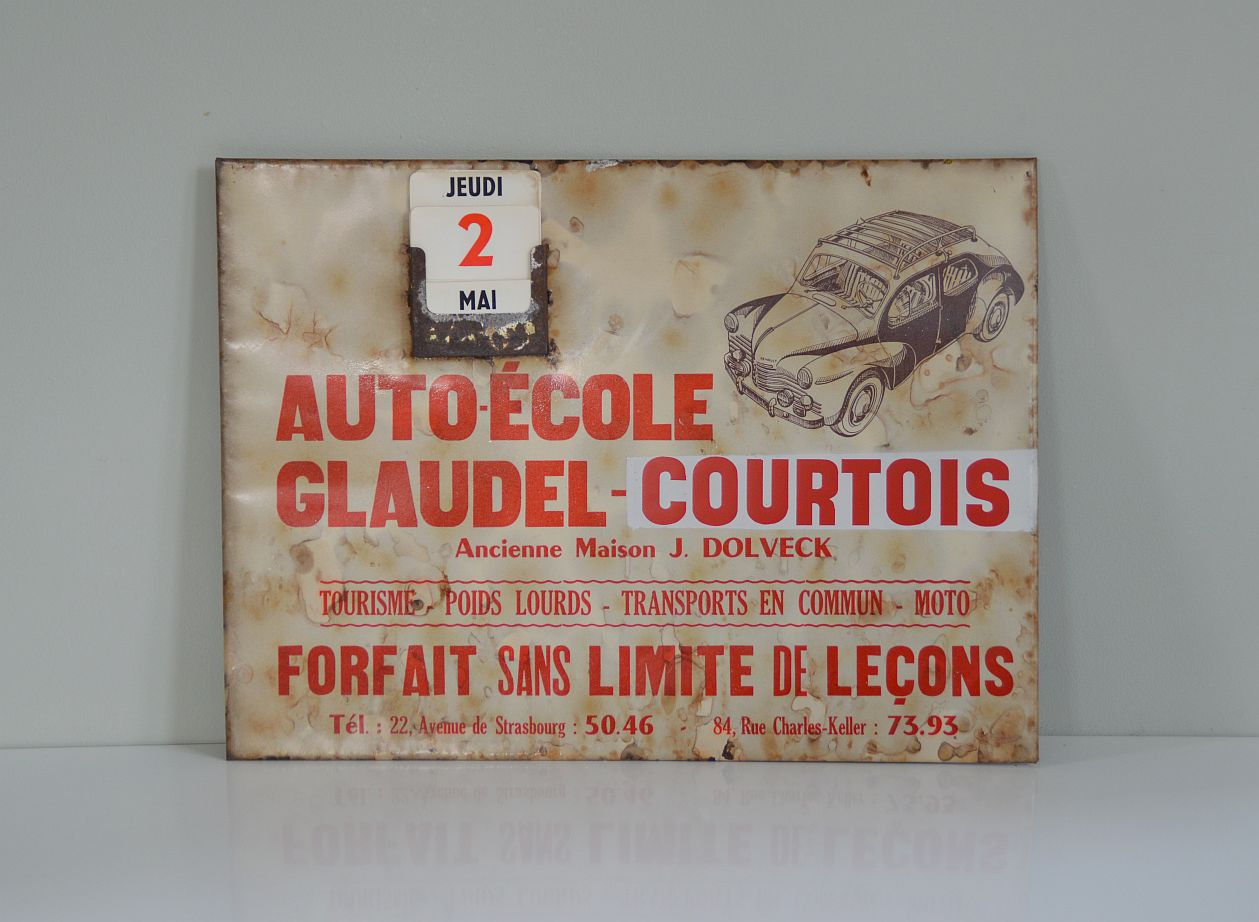 JEUDI
2
MAI
AUTO-ÉCOLE
GLAUDEL-COURTOIS
Ancienne Maison J. DOLVECK
TOURISME - POIDS LOURDS - TRANSPORTS EN COMMUN - MOTO
FORFAIT SANS LIMITE DE LEÇONS
Tél. : 22, Avenue de Strasbourg : 50.46 - 84, Rue Charles-Keller : 73.93